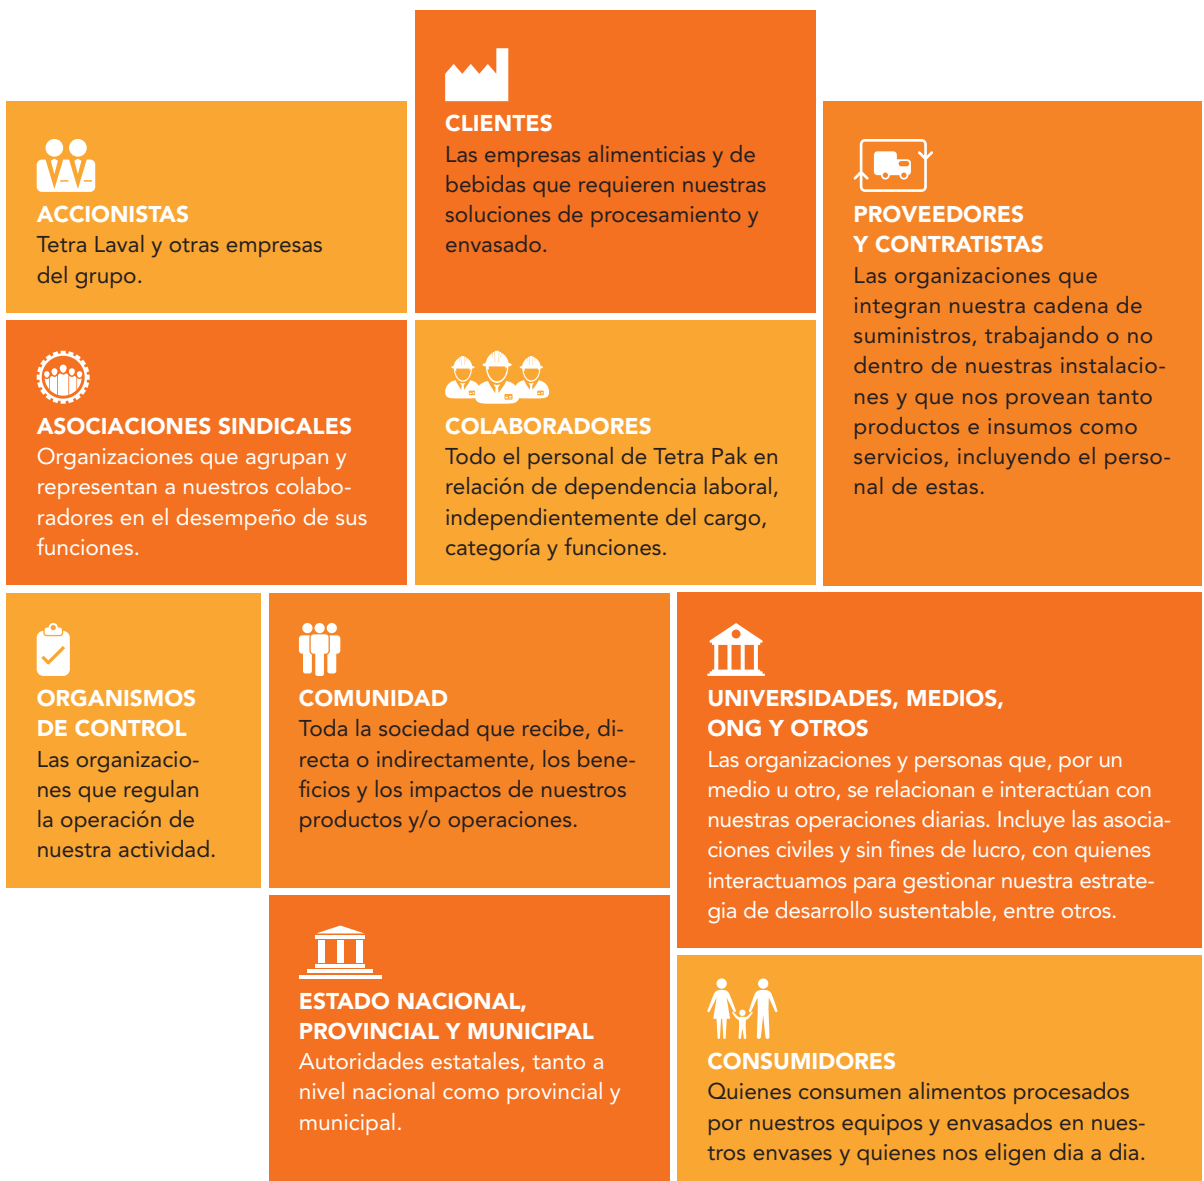 CLIENTES
Las empresas alimenticias y de
bebidas que requieren nuestras
soluciones de procesamiento y
envasado.
ACCIONISTAS
Tetra Laval y otras empresas
del grupo.
PROVEEDORES
Y CONTRATISTAS
Las organizaciones que
integran nuestra cadena de
suministros, trabajando o no
dentro de nuestras instalacio-
nes y que nos provean tanto
productos e insumos como
servicios, incluyendo el perso-
nal de estas.
ASOCIACIONES SINDICALES
Organizaciones que agrupan y
representan a nuestros colabo-
radores en el desempeño de sus
funciones.
COLABORADORES
Todo el personal de Tetra Pak en
relación de dependencia laboral,
independientemente del cargo,
categoría y funciones.
ORGANISMOS
DE CONTROL
Las organizacio-
nes que regulan
la operación de
nuestra actividad.
COMUNIDAD
Toda la sociedad que recibe, di-
recta o indirectamente, los bene-
ficios y los impactos de nuestros
productos y/o operaciones.
UNIVERSIDADES, MEDIOS,
ONG Y OTROS
Las organizaciones y personas que, por un
medio u otro, se relacionan e interactúan con
nuestras operaciones diarias. Incluye las asocia-
ciones civiles y sin fines de lucro, con quienes
interactuamos para gestionar nuestra estrate-
gia de desarrollo sustentable, entre otros.
ESTADO NACIONAL,
PROVINCIAL Y MUNICIPAL
Autoridades estatales, tanto a
nivel nacional como provincial y
municipal.
CONSUMIDORES
Quienes consumen alimentos procesados
por nuestros equipos y envasados en nues-
tros envases y quienes nos eligen dia a dia.